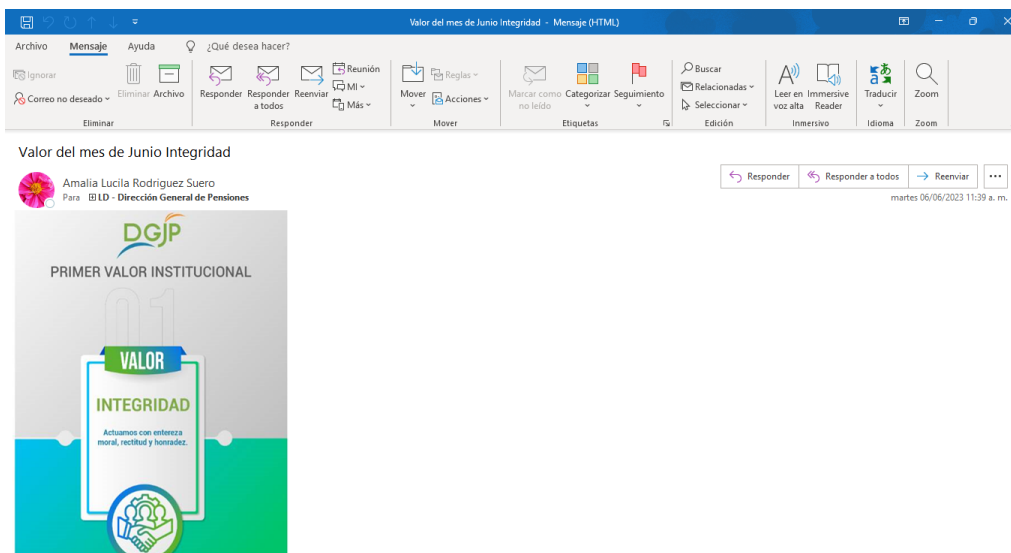 Valor del mes de Junio Integridad - Mensaje (HTML)
Archivo Mensaje Ayuda ¿Qué desea hacer?
Ignorar
Correo no deseado
Eliminar
Archivo
Eliminar
Responder
Responder a todos
Reenviar
Reunión
MI
Más
Responder
Mover
Reglas
Acciones
Mover
Marcar como no leído
Categorizar
Seguimiento
Etiquetas
Buscar
Relacionadas
Seleccionar
Edición
Leer en voz alta
Immersive Reader
Inmersivo
Traducir
Idioma
Zoom
Zoom
Valor del mes de Junio Integridad
Amalia Lucila Rodriguez Suero
Para LD - Dirección General de Pensiones
Responder Responder a todos Reenviar
martes 06/06/2023 11:39 a. m.
DGJP
PRIMER VALOR INSTITUCIONAL
01
VALOR
INTEGRIDAD
Actuamos con entereza
moral, rectitud y honradez.